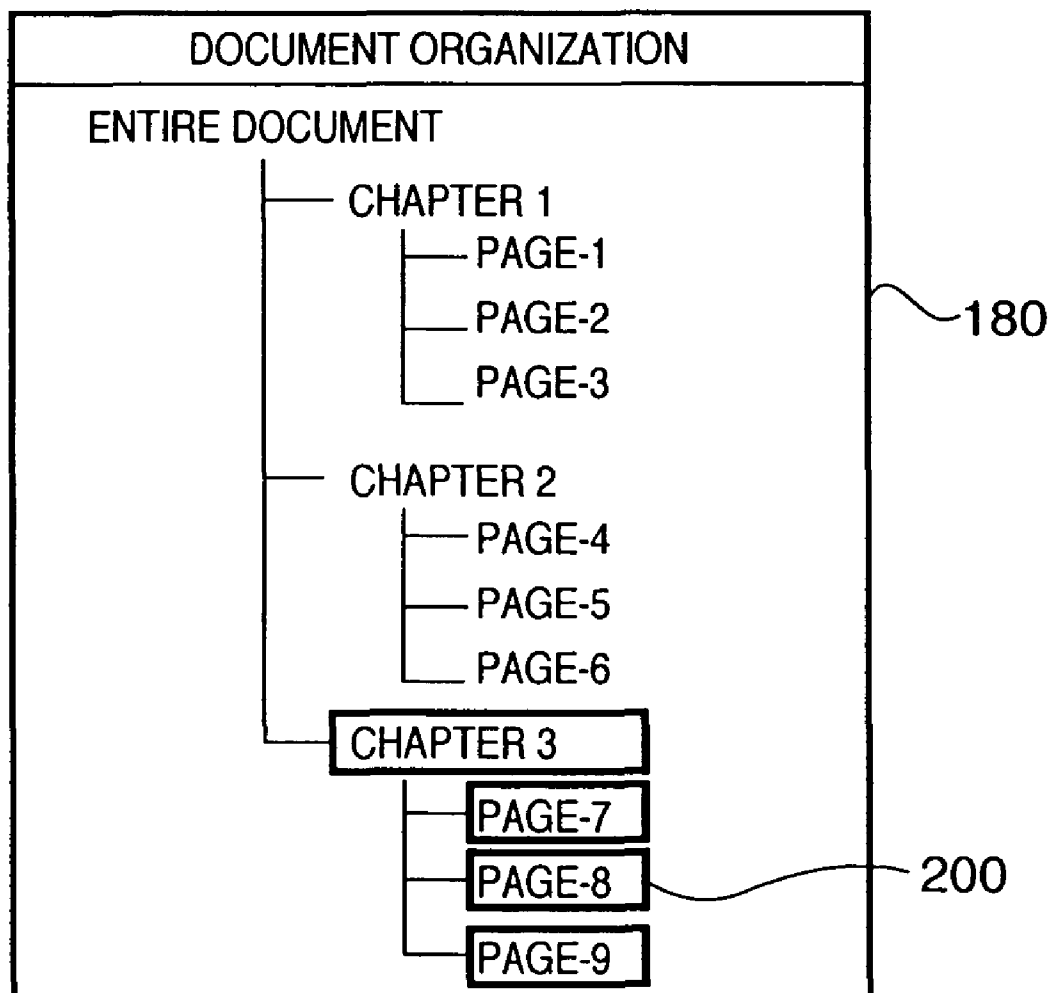 DOCUMENT ORGANIZATION
ENTIRE DOCUMENT
CHAPTER 1
PAGE-1
PAGE-2
180
PAGE-3
CHAPTER 2
PAGE-4
PAGE-5
PAGE-6
CHAPTER 3
PAGE-7
PAGE-8
200
PAGE-9